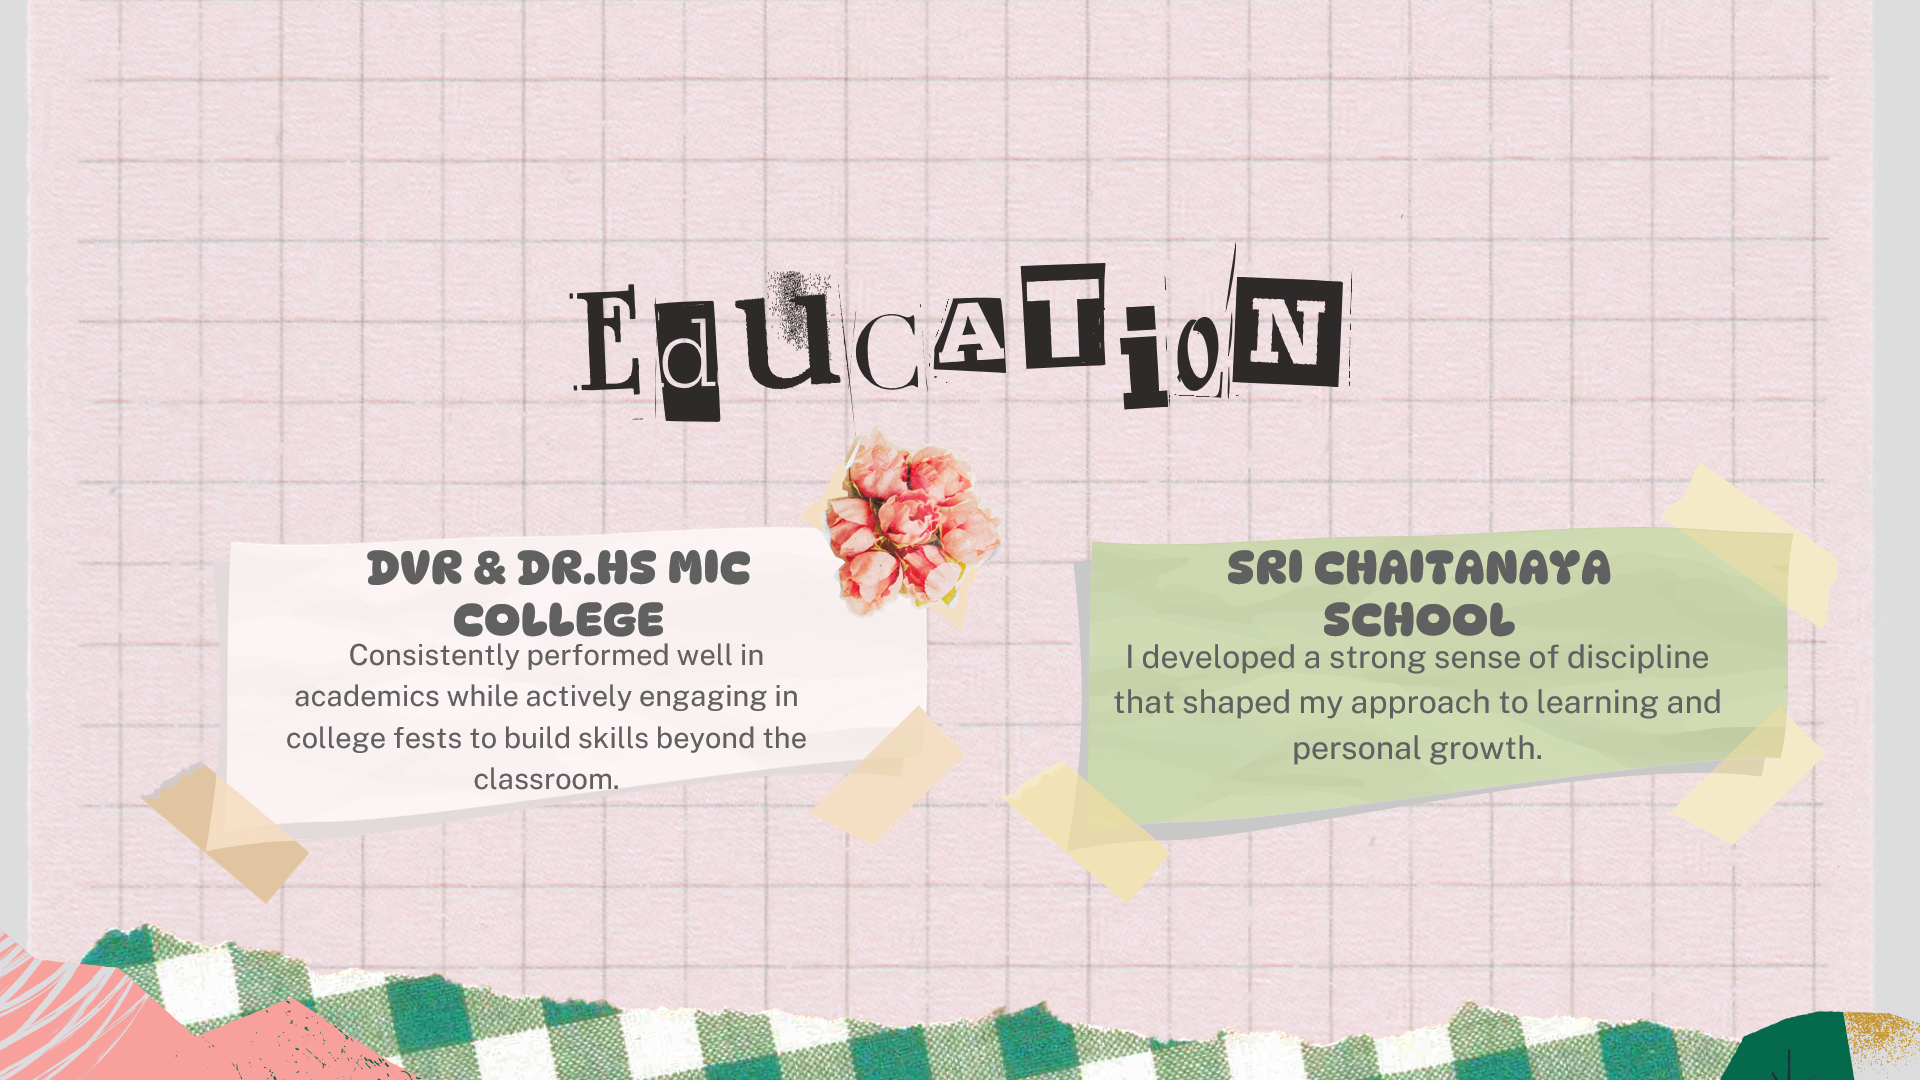 EduCATioN
DVR & DR.HS MIC
COLLEGE
Consistently performed well in
academics while actively engaging in
college fests to build skills beyond the
classroom.
SRI CHAITANAYA
SCHOOL
I developed a strong sense of discipline
that shaped my approach to learning and
personal growth.